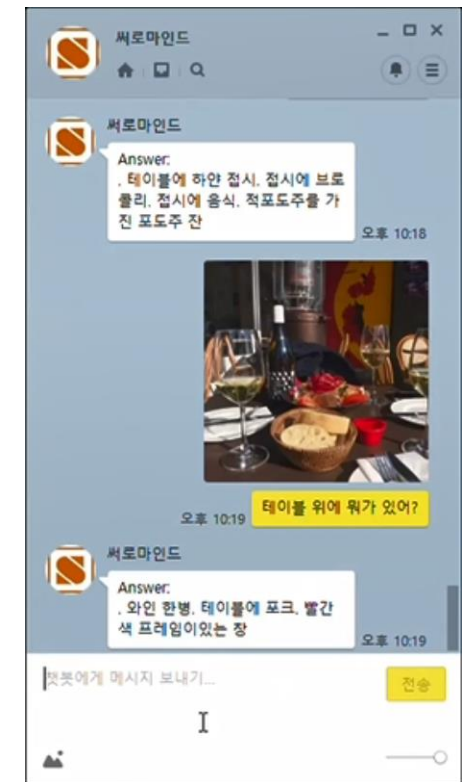 써로마인드
써로마인드
Answer:
. 테이블에 하얀 접시. 접시에 브로
콜리. 접시에 음식. 적포도주를 가
진 포도주 잔
오후 10:18
테이블 위에 뭐가 있어?
오후 10:19
써로마인드
Answer:
. 와인 한병. 테이블에 포크. 빨간
색 프레임이있는 창
오후 10:19
챗봇에게 메시지 보내기...
전송